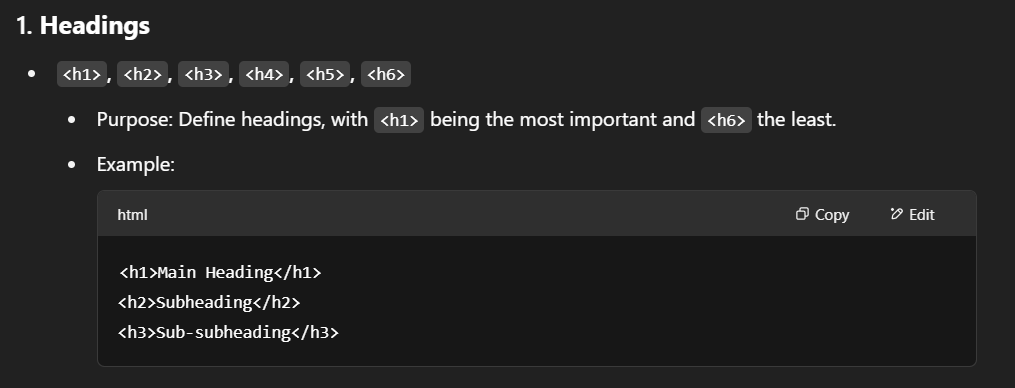 1. Headings
<h1>, <h2>, <h3>, <h4>, <h5>, <h6>
Purpose: Define headings, with <h1> being the most important and <h6> the least.
Example:
html Copy Edit
<h1>Main Heading</h1>
<h2>Subheading</h2>
<h3>Sub-subheading</h3>